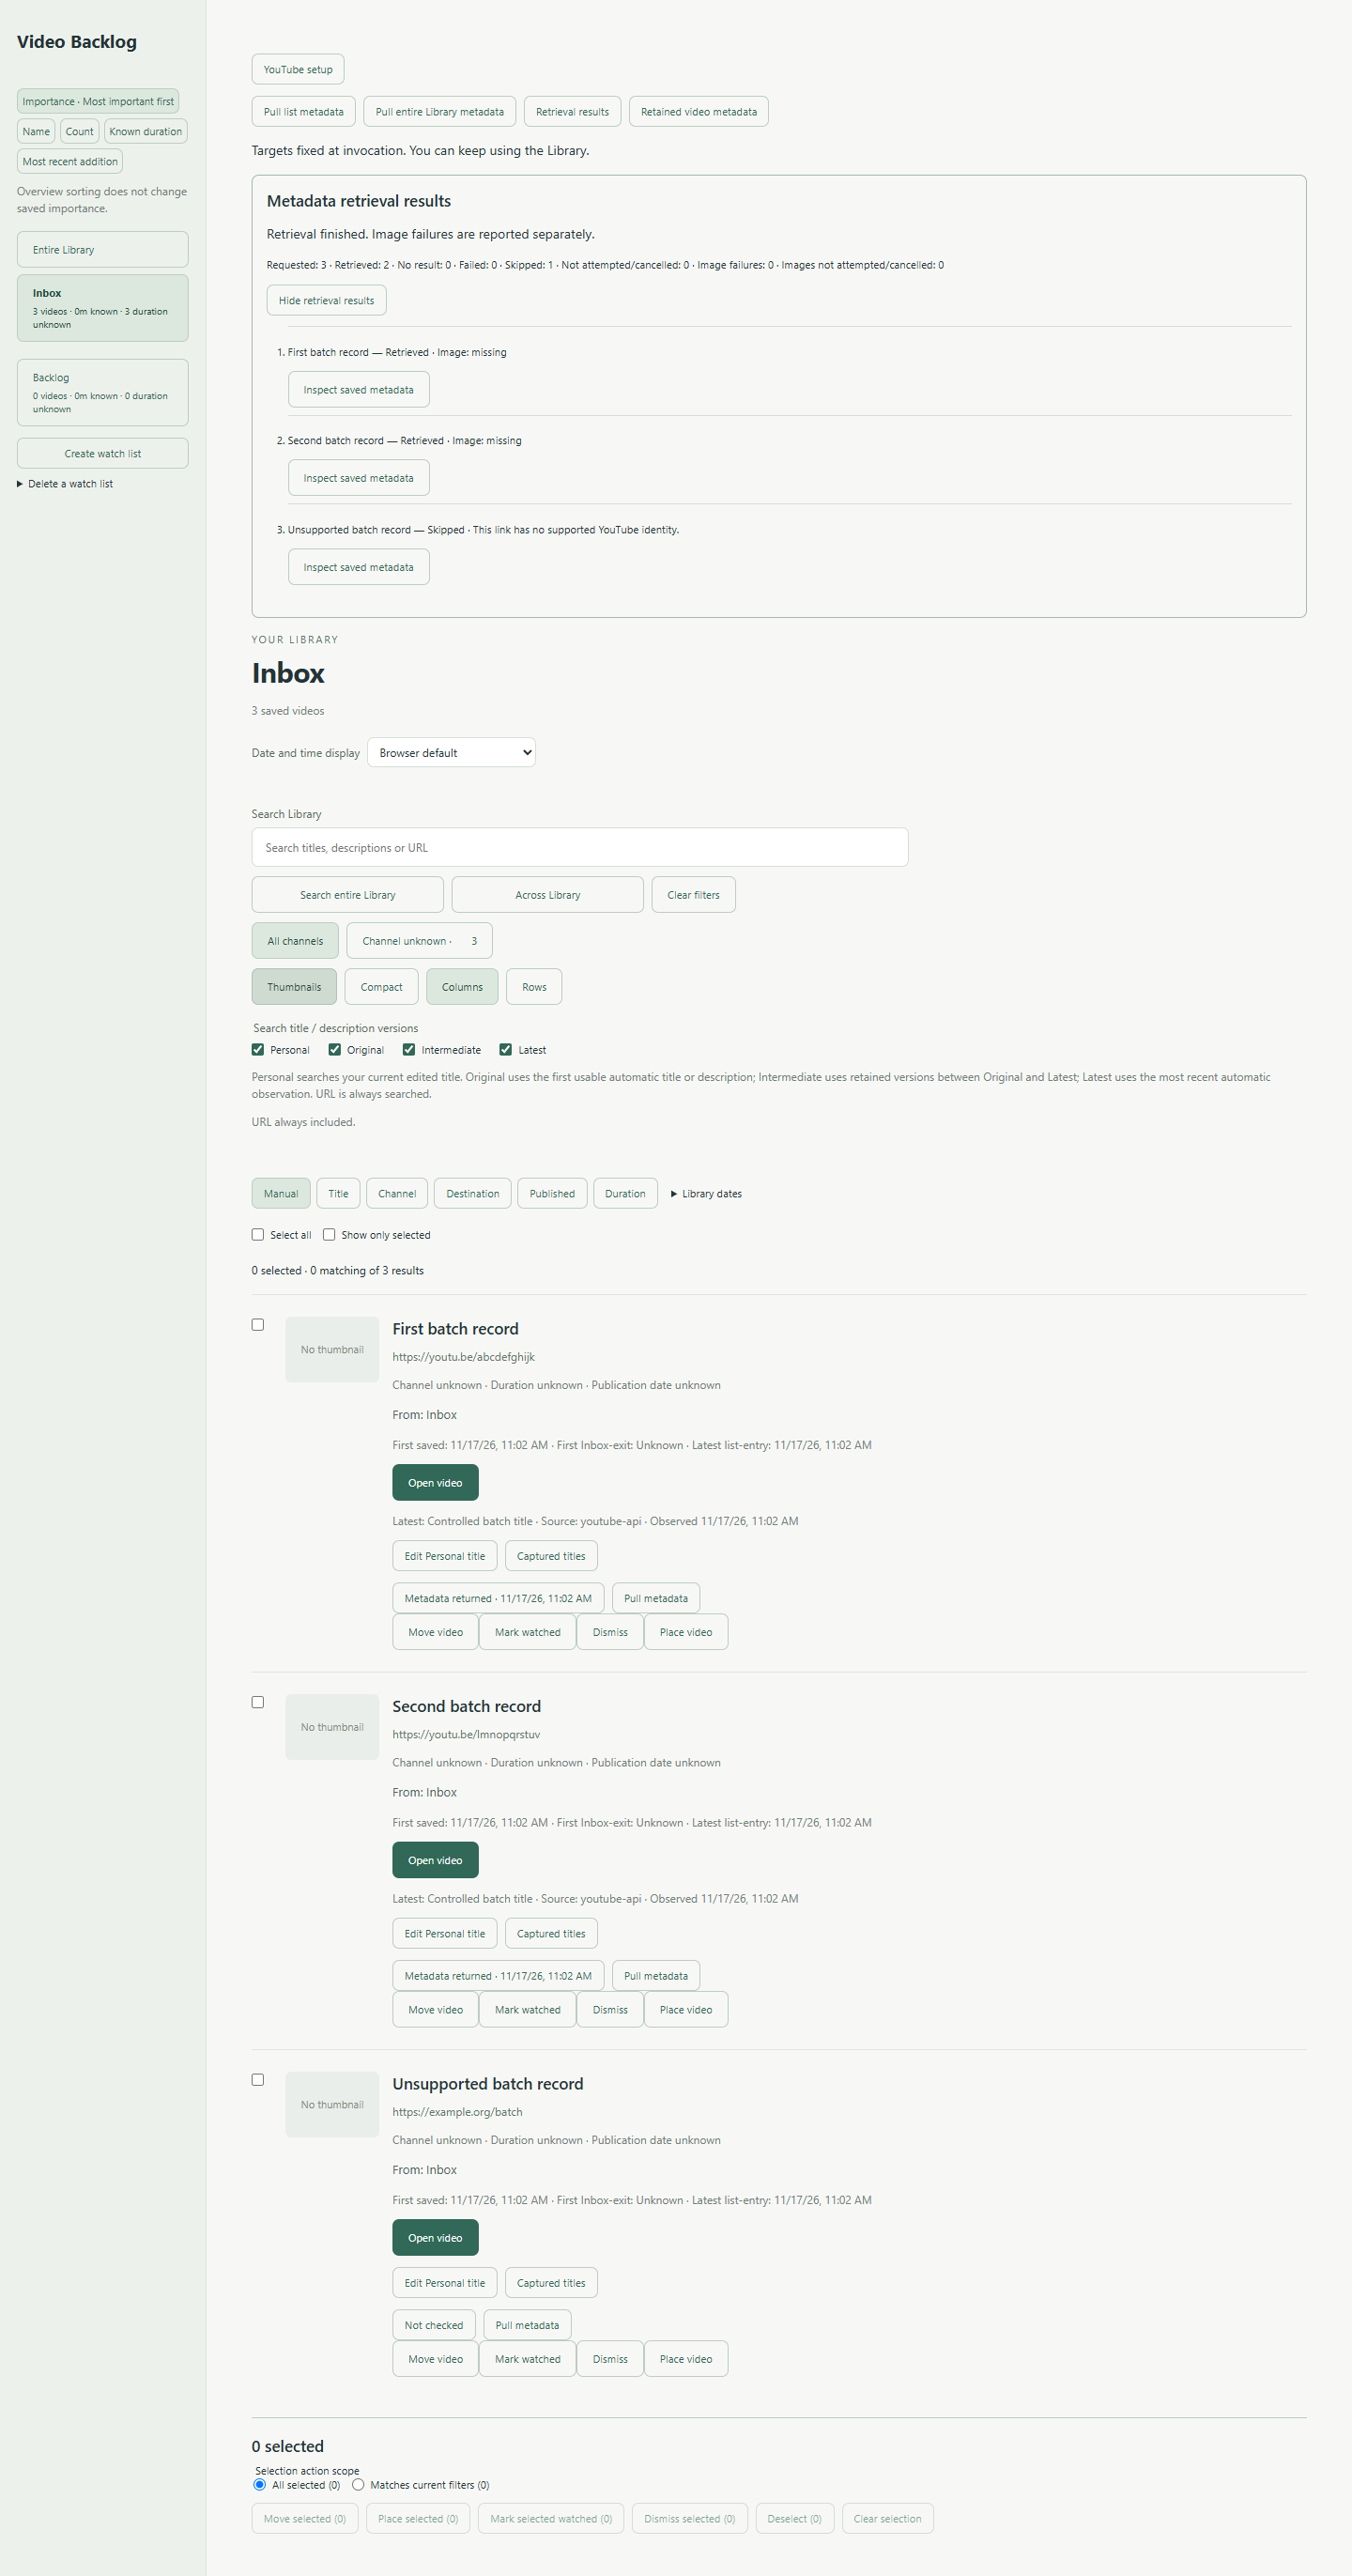 Video Backlog
Importance · Most important first
Name
Count
Known duration
Most recent addition
Overview sorting does not change
saved importance.
Entire Library
Inbox
3 videos · 0m known · 3 duration
unknown
Backlog
0 videos · 0m known · 0 duration
unknown
Create watch list
▶ Delete a watch list
YouTube setup
Pull list metadata
Pull entire Library metadata
Retrieval results
Retained video metadata
Targets fixed at invocation. You can keep using the Library.
Metadata retrieval results
Retrieval finished. Image failures are reported separately.
Requested: 3 · Retrieved: 2 · No result: 0 · Failed: 0 · Skipped: 1 · Not attempted/cancelled: 0 · Image failures: 0 · Images not attempted/cancelled: 0
Hide retrieval results
1. First batch record — Retrieved · Image: missing
Inspect saved metadata
2. Second batch record — Retrieved · Image: missing
Inspect saved metadata
3. Unsupported batch record — Skipped · This link has no supported YouTube identity.
Inspect saved metadata
YOUR LIBRARY
Inbox
3 saved videos
Date and time display
Browser default
Search Library
Search titles, descriptions or URL
Search entire Library
Across Library
Clear filters
All channels
Channel unknown · 3
Thumbnails
Compact
Columns
Rows
Search title / description versions
Personal
Original
Intermediate
Latest
Personal searches your current edited title. Original uses the first usable automatic title or description; Intermediate uses retained versions between Original and Latest; Latest uses the most recent automatic
observation. URL is always searched.
URL always included.
Manual
Title
Channel
Destination
Published
Duration
▶ Library dates
Select all
Show only selected
0 selected · 0 matching of 3 results
No thumbnail
First batch record
https://youtu.be/abcdefghijk
Channel unknown · Duration unknown · Publication date unknown
From: Inbox
First saved: 11/17/26, 11:02 AM · First Inbox-exit: Unknown · Latest list-entry: 11/17/26, 11:02 AM
Open video
Latest: Controlled batch title · Source: youtube-api · Observed 11/17/26, 11:02 AM
Edit Personal title
Captured titles
Metadata returned · 11/17/26, 11:02 AM
Pull metadata
Move video
Mark watched
Dismiss
Place video
No thumbnail
Second batch record
https://youtu.be/lmnopqrstuv
Channel unknown · Duration unknown · Publication date unknown
From: Inbox
First saved: 11/17/26, 11:02 AM · First Inbox-exit: Unknown · Latest list-entry: 11/17/26, 11:02 AM
Open video
Latest: Controlled batch title · Source: youtube-api · Observed 11/17/26, 11:02 AM
Edit Personal title
Captured titles
Metadata returned · 11/17/26, 11:02 AM
Pull metadata
Move video
Mark watched
Dismiss
Place video
No thumbnail
Unsupported batch record
https://example.org/batch
Channel unknown · Duration unknown · Publication date unknown
From: Inbox
First saved: 11/17/26, 11:02 AM · First Inbox-exit: Unknown · Latest list-entry: 11/17/26, 11:02 AM
Open video
Edit Personal title
Captured titles
Not checked
Pull metadata
Move video
Mark watched
Dismiss
Place video
0 selected
Selection action scope
All selected (0)
Matches current filters (0)
Move selected (0)
Place selected (0)
Mark selected watched (0)
Dismiss selected (0)
Deselect (0)
Clear selection